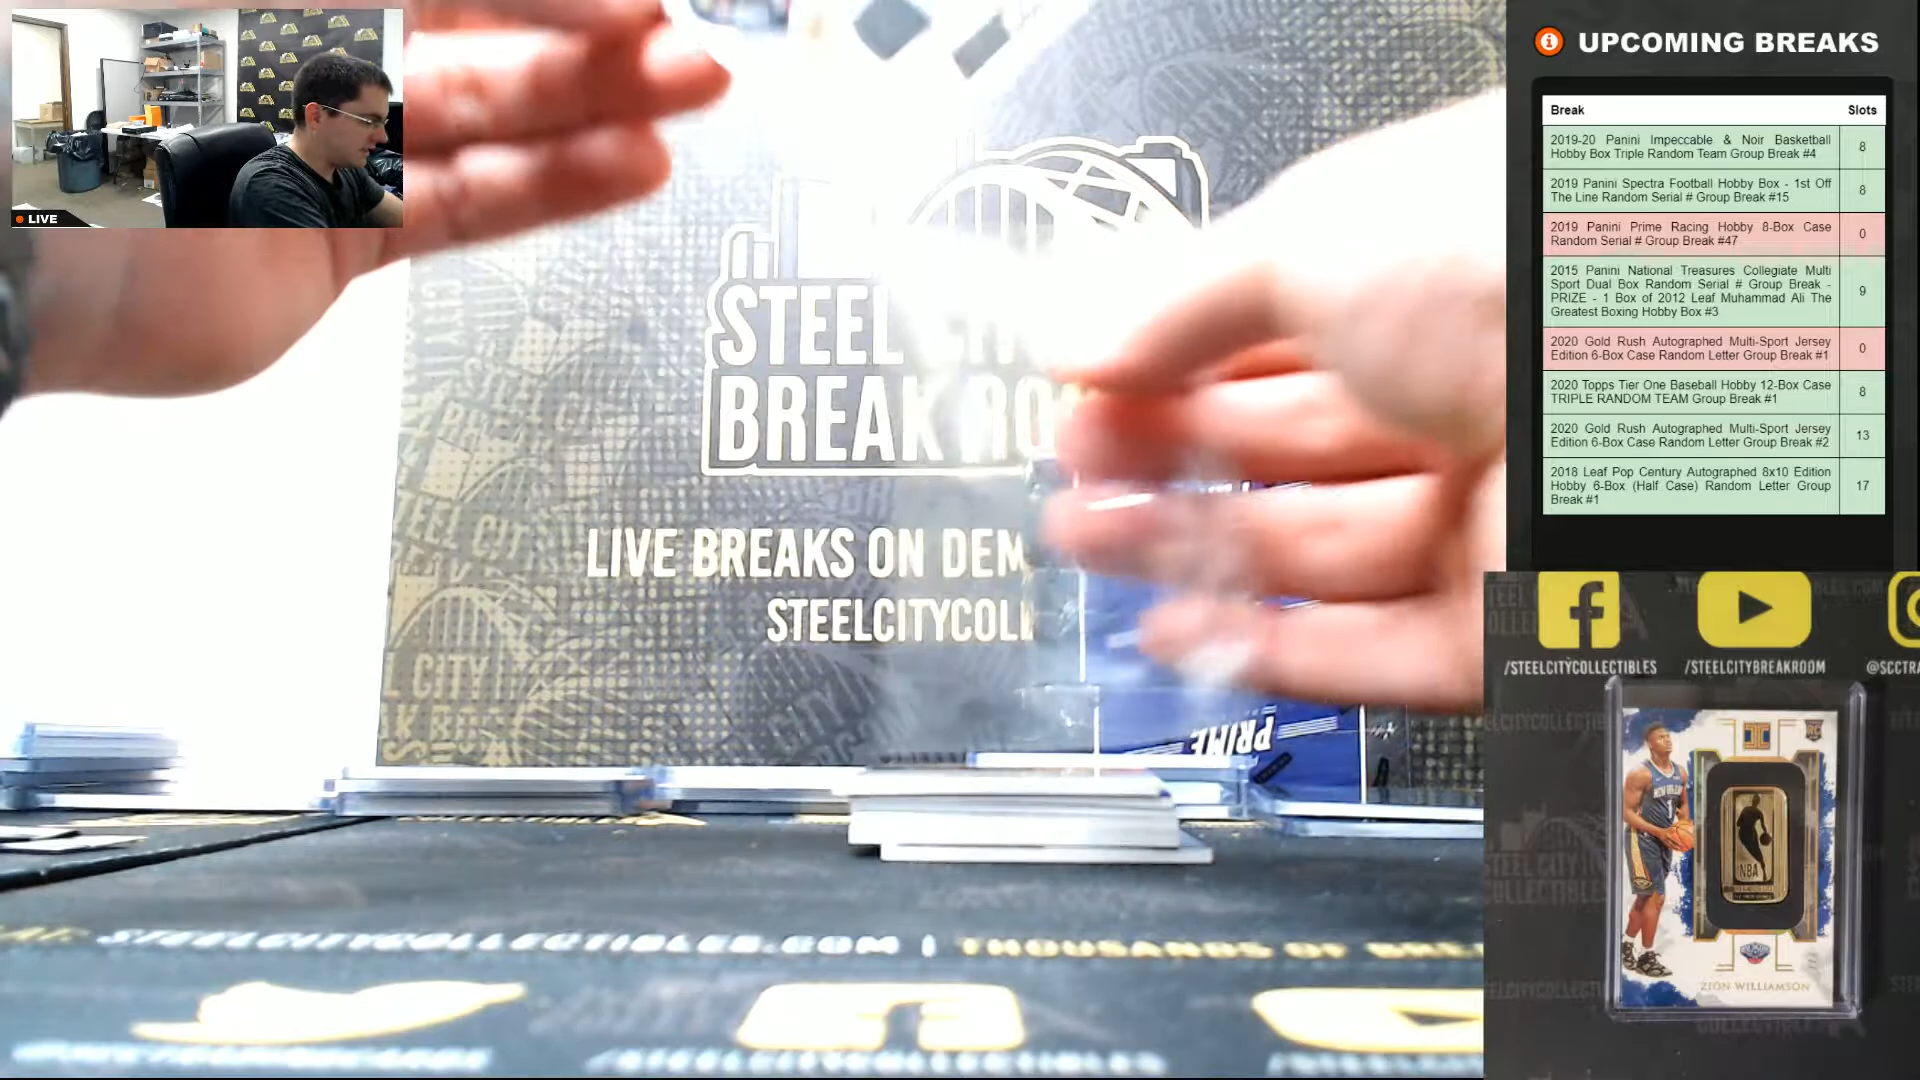 LIVE
STEEL
BREAK RO
LIVE BREAKS ON DEM
STEELCITYCOLL
PRIME
STEELCITYCOLLECTIBLES.COM | THOUSANDS OF
UPCOMING BREAKS
Break Slots
2019-20 Panini Impeccable & Noir Basketball
Hobby Box Triple Random Team Group Break #4 8
2019 Panini Spectra Football Hobby Box - 1st Off
The Line Random Serial # Group Break #15 8
2019 Panini Prime Racing Hobby 8-Box Case
Random Serial # Group Break #47 0
2015 Panini National Treasures Collegiate Multi
Sport Dual Box Random Serial # Group Break -
PRIZE - 1 Box of 2012 Leaf Muhammad Ali The
Greatest Boxing Hobby Box #3 9
2020 Gold Rush Autographed Multi-Sport Jersey
Edition 6-Box Case Random Letter Group Break #1 0
2020 Topps Tier One Baseball Hobby 12-Box Case
TRIPLE RANDOM TEAM Group Break #1 8
2020 Gold Rush Autographed Multi-Sport Jersey
Edition 6-Box Case Random Letter Group Break #2 13
2018 Leaf Pop Century Autographed 8x10 Edition
Hobby 6-Box (Half Case) Random Letter Group
Break #1 17
/STEELCITYCOLLECTIBLES /STEELCITYBREAKROOM @SCCTRA
RC
NBA
ZION WILLIAMSON